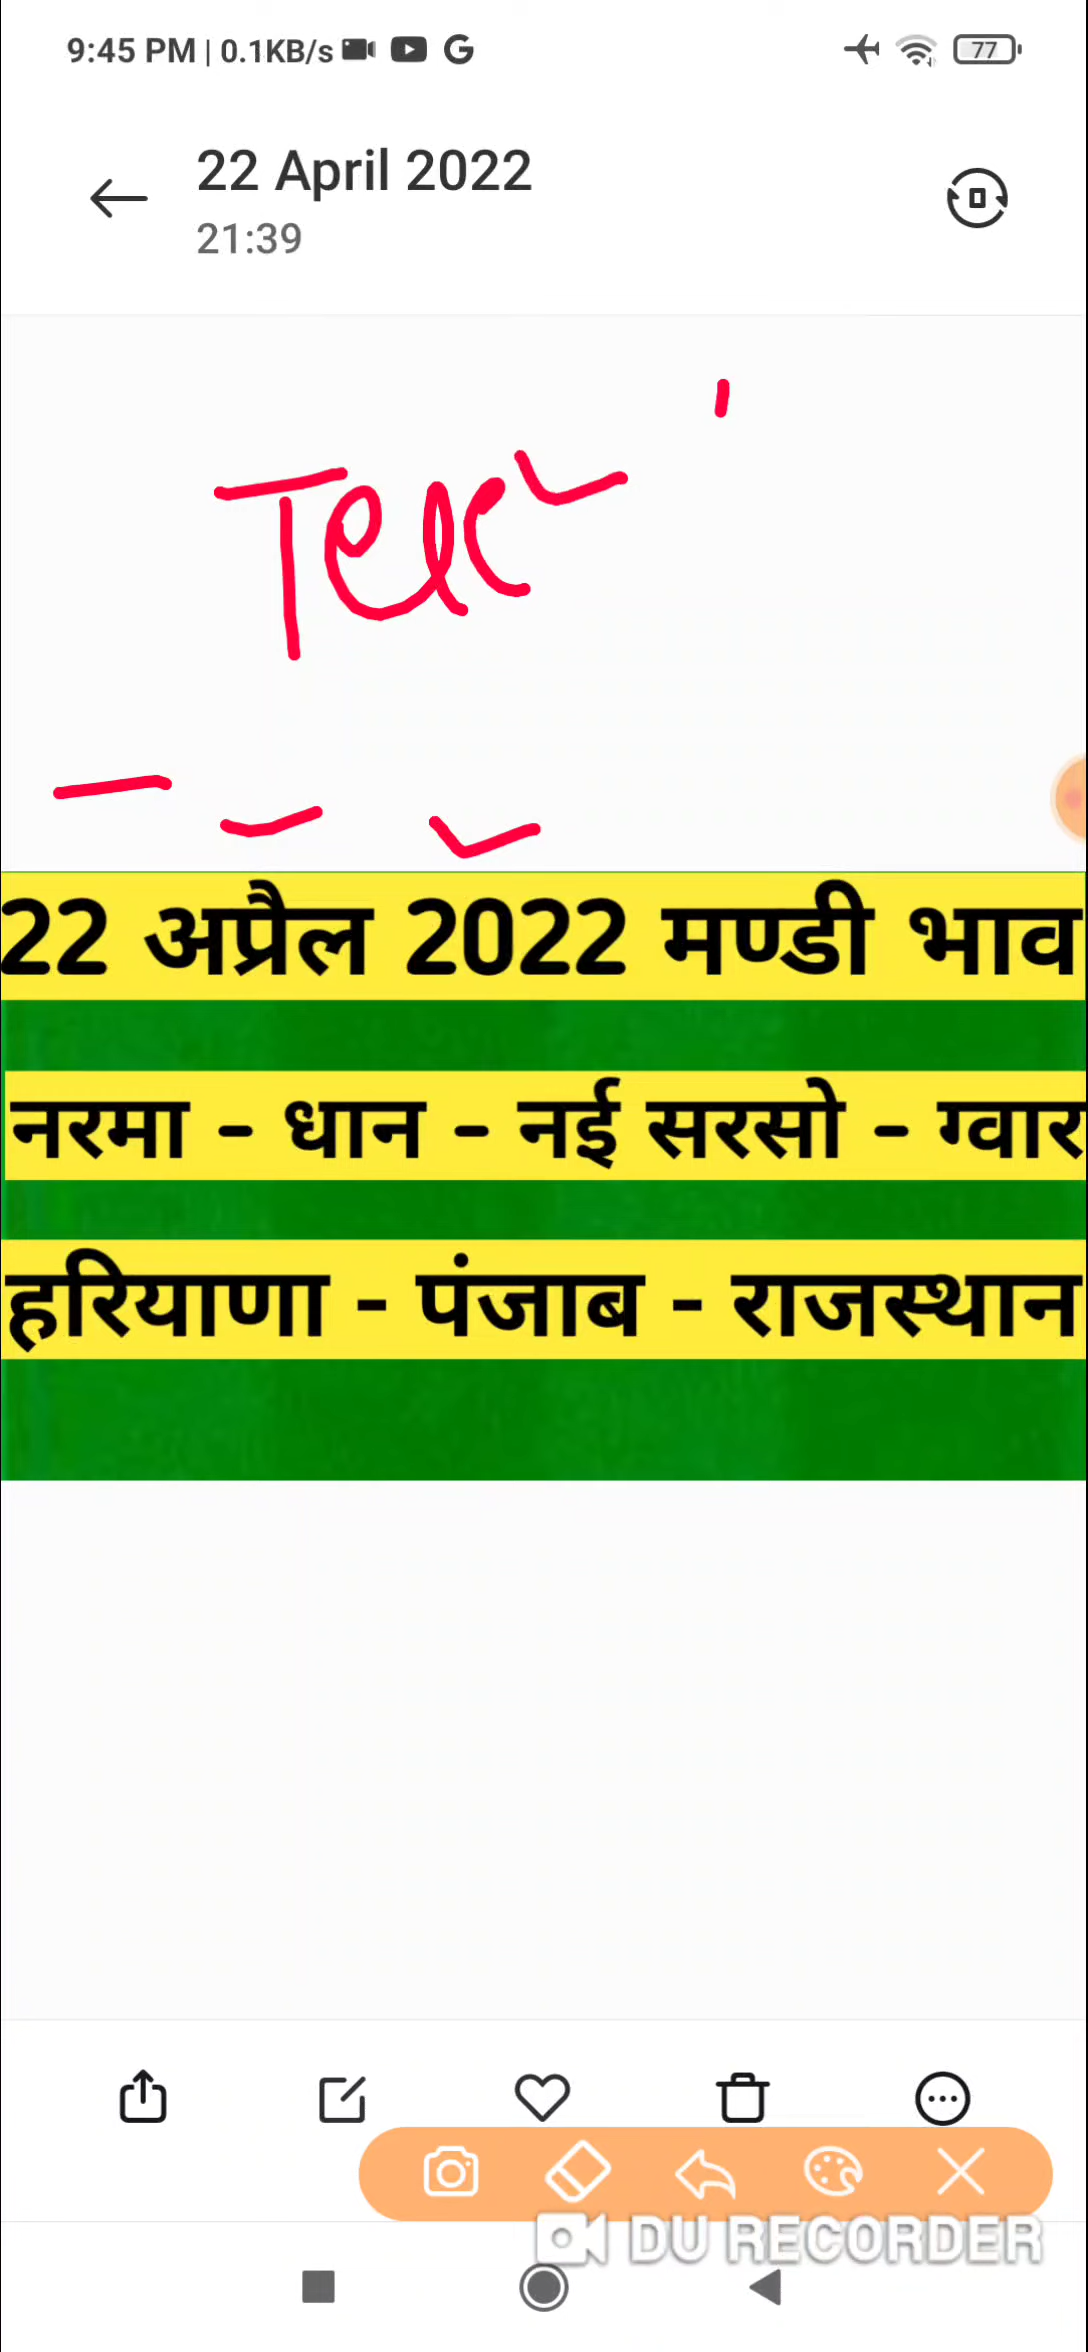 9:45 PM | 0.1KB/s
77
22 April 2022
21:39
22 अप्रैल 2022 मण्डी भाव
नरमा - धान - नई सरसो - ग्वार
हरियाणा - पंजाब - राजस्थान
DU RECORDER